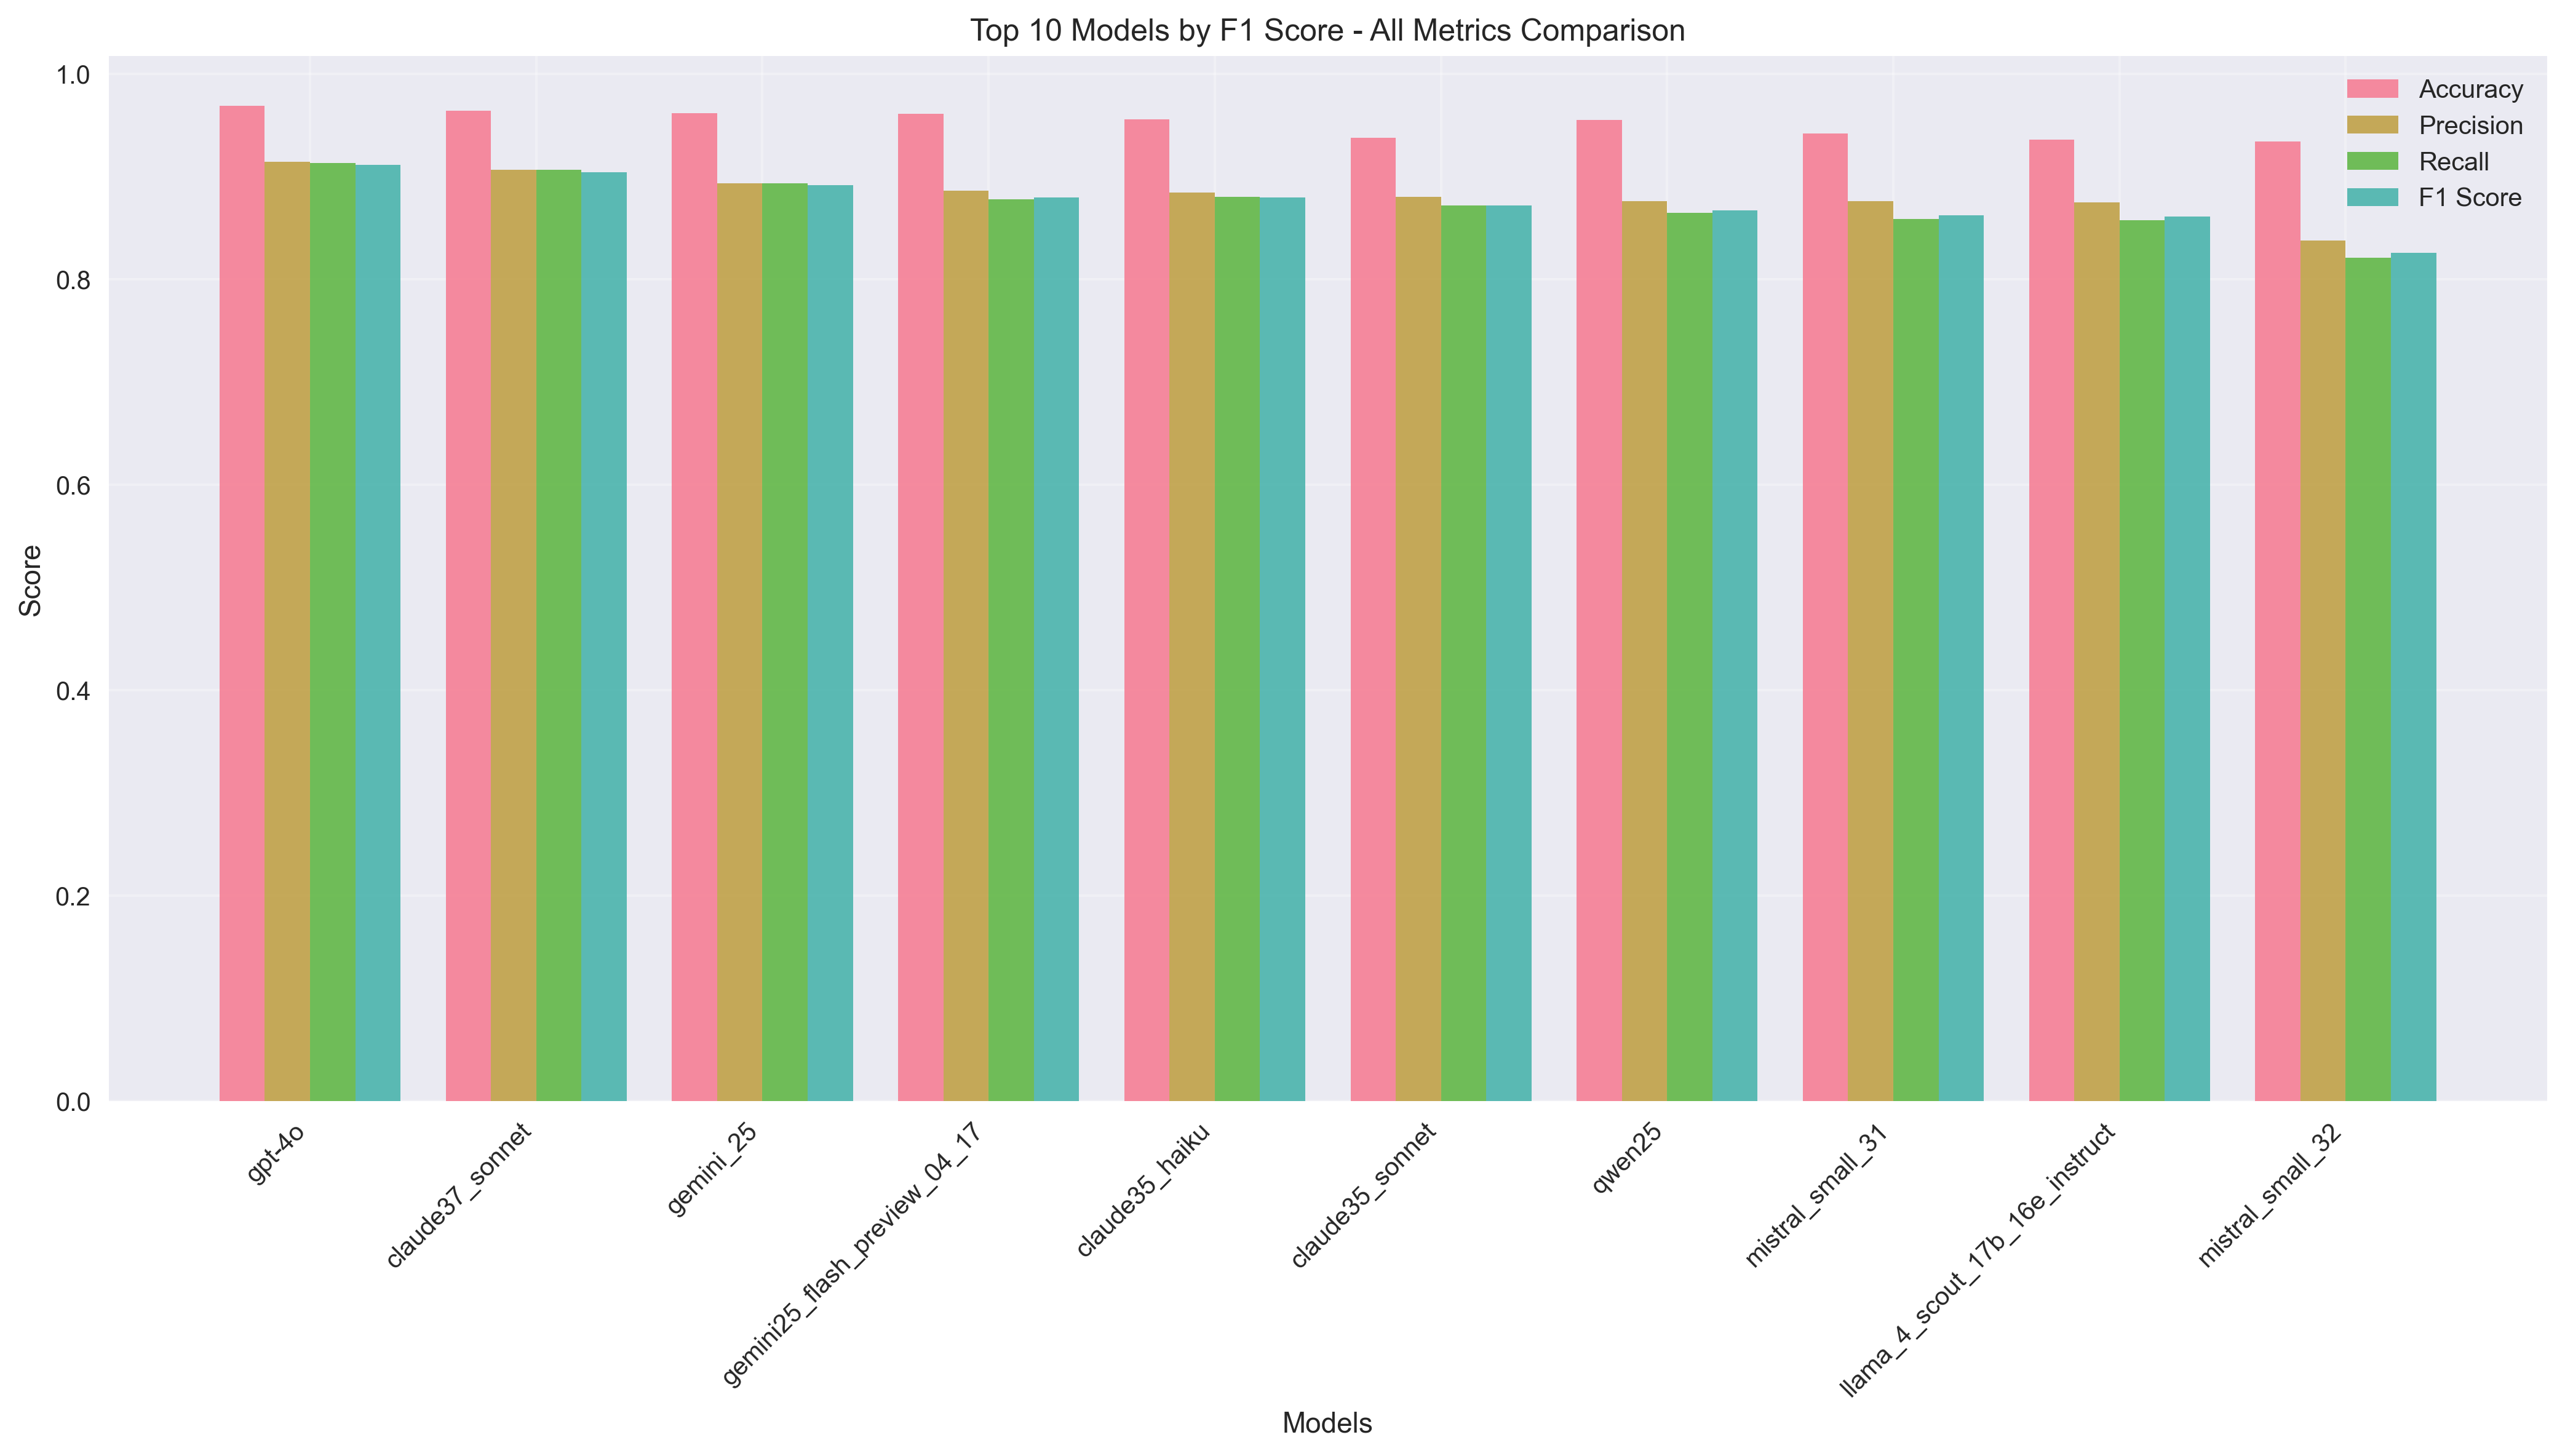 Top 10 Models by F1 Score - All Metrics Comparison
1.0
0.8
0.6
0.4
0.2
0.0
Score
Accuracy
Precision
Recall
F1 Score
gpt-4o
claude37_sonnet
gemini_25
gemini25_flash_preview_04_17
claude35_haiku
claude35_sonnet
qwen25
mistral_small_31
llama_4_scout_17b_16e_instruct
mistral_small_32
Models